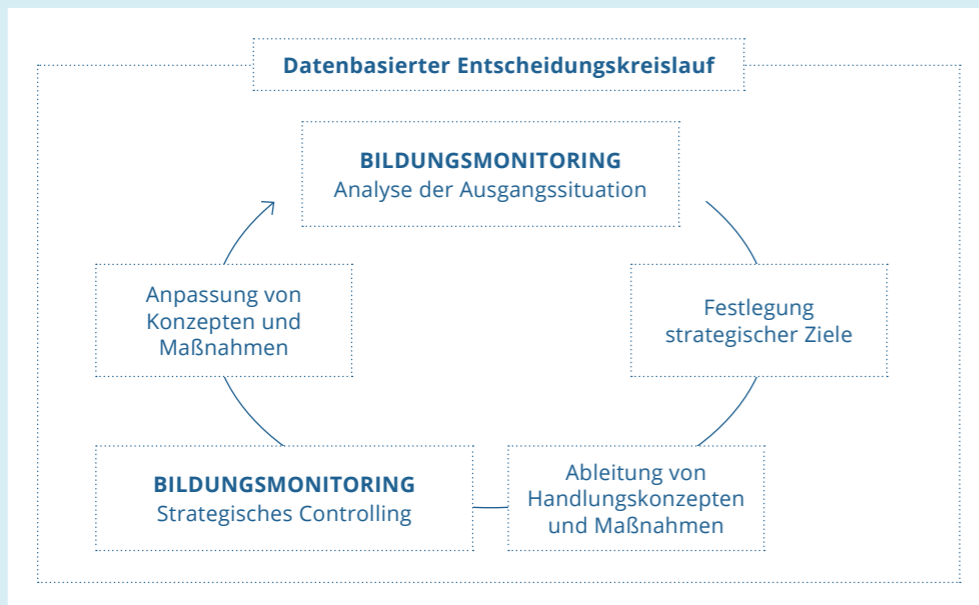 Datenbasierter Entscheidungskreislauf
BILDUNGSMONITORING
Analyse der Ausgangssituation
Festlegung
strategischer Ziele
Ableitung von
Handlungskonzepten
und Maßnahmen
BILDUNGSMONITORING
Strategisches Controlling
Anpassung von
Konzepten und
Maßnahmen